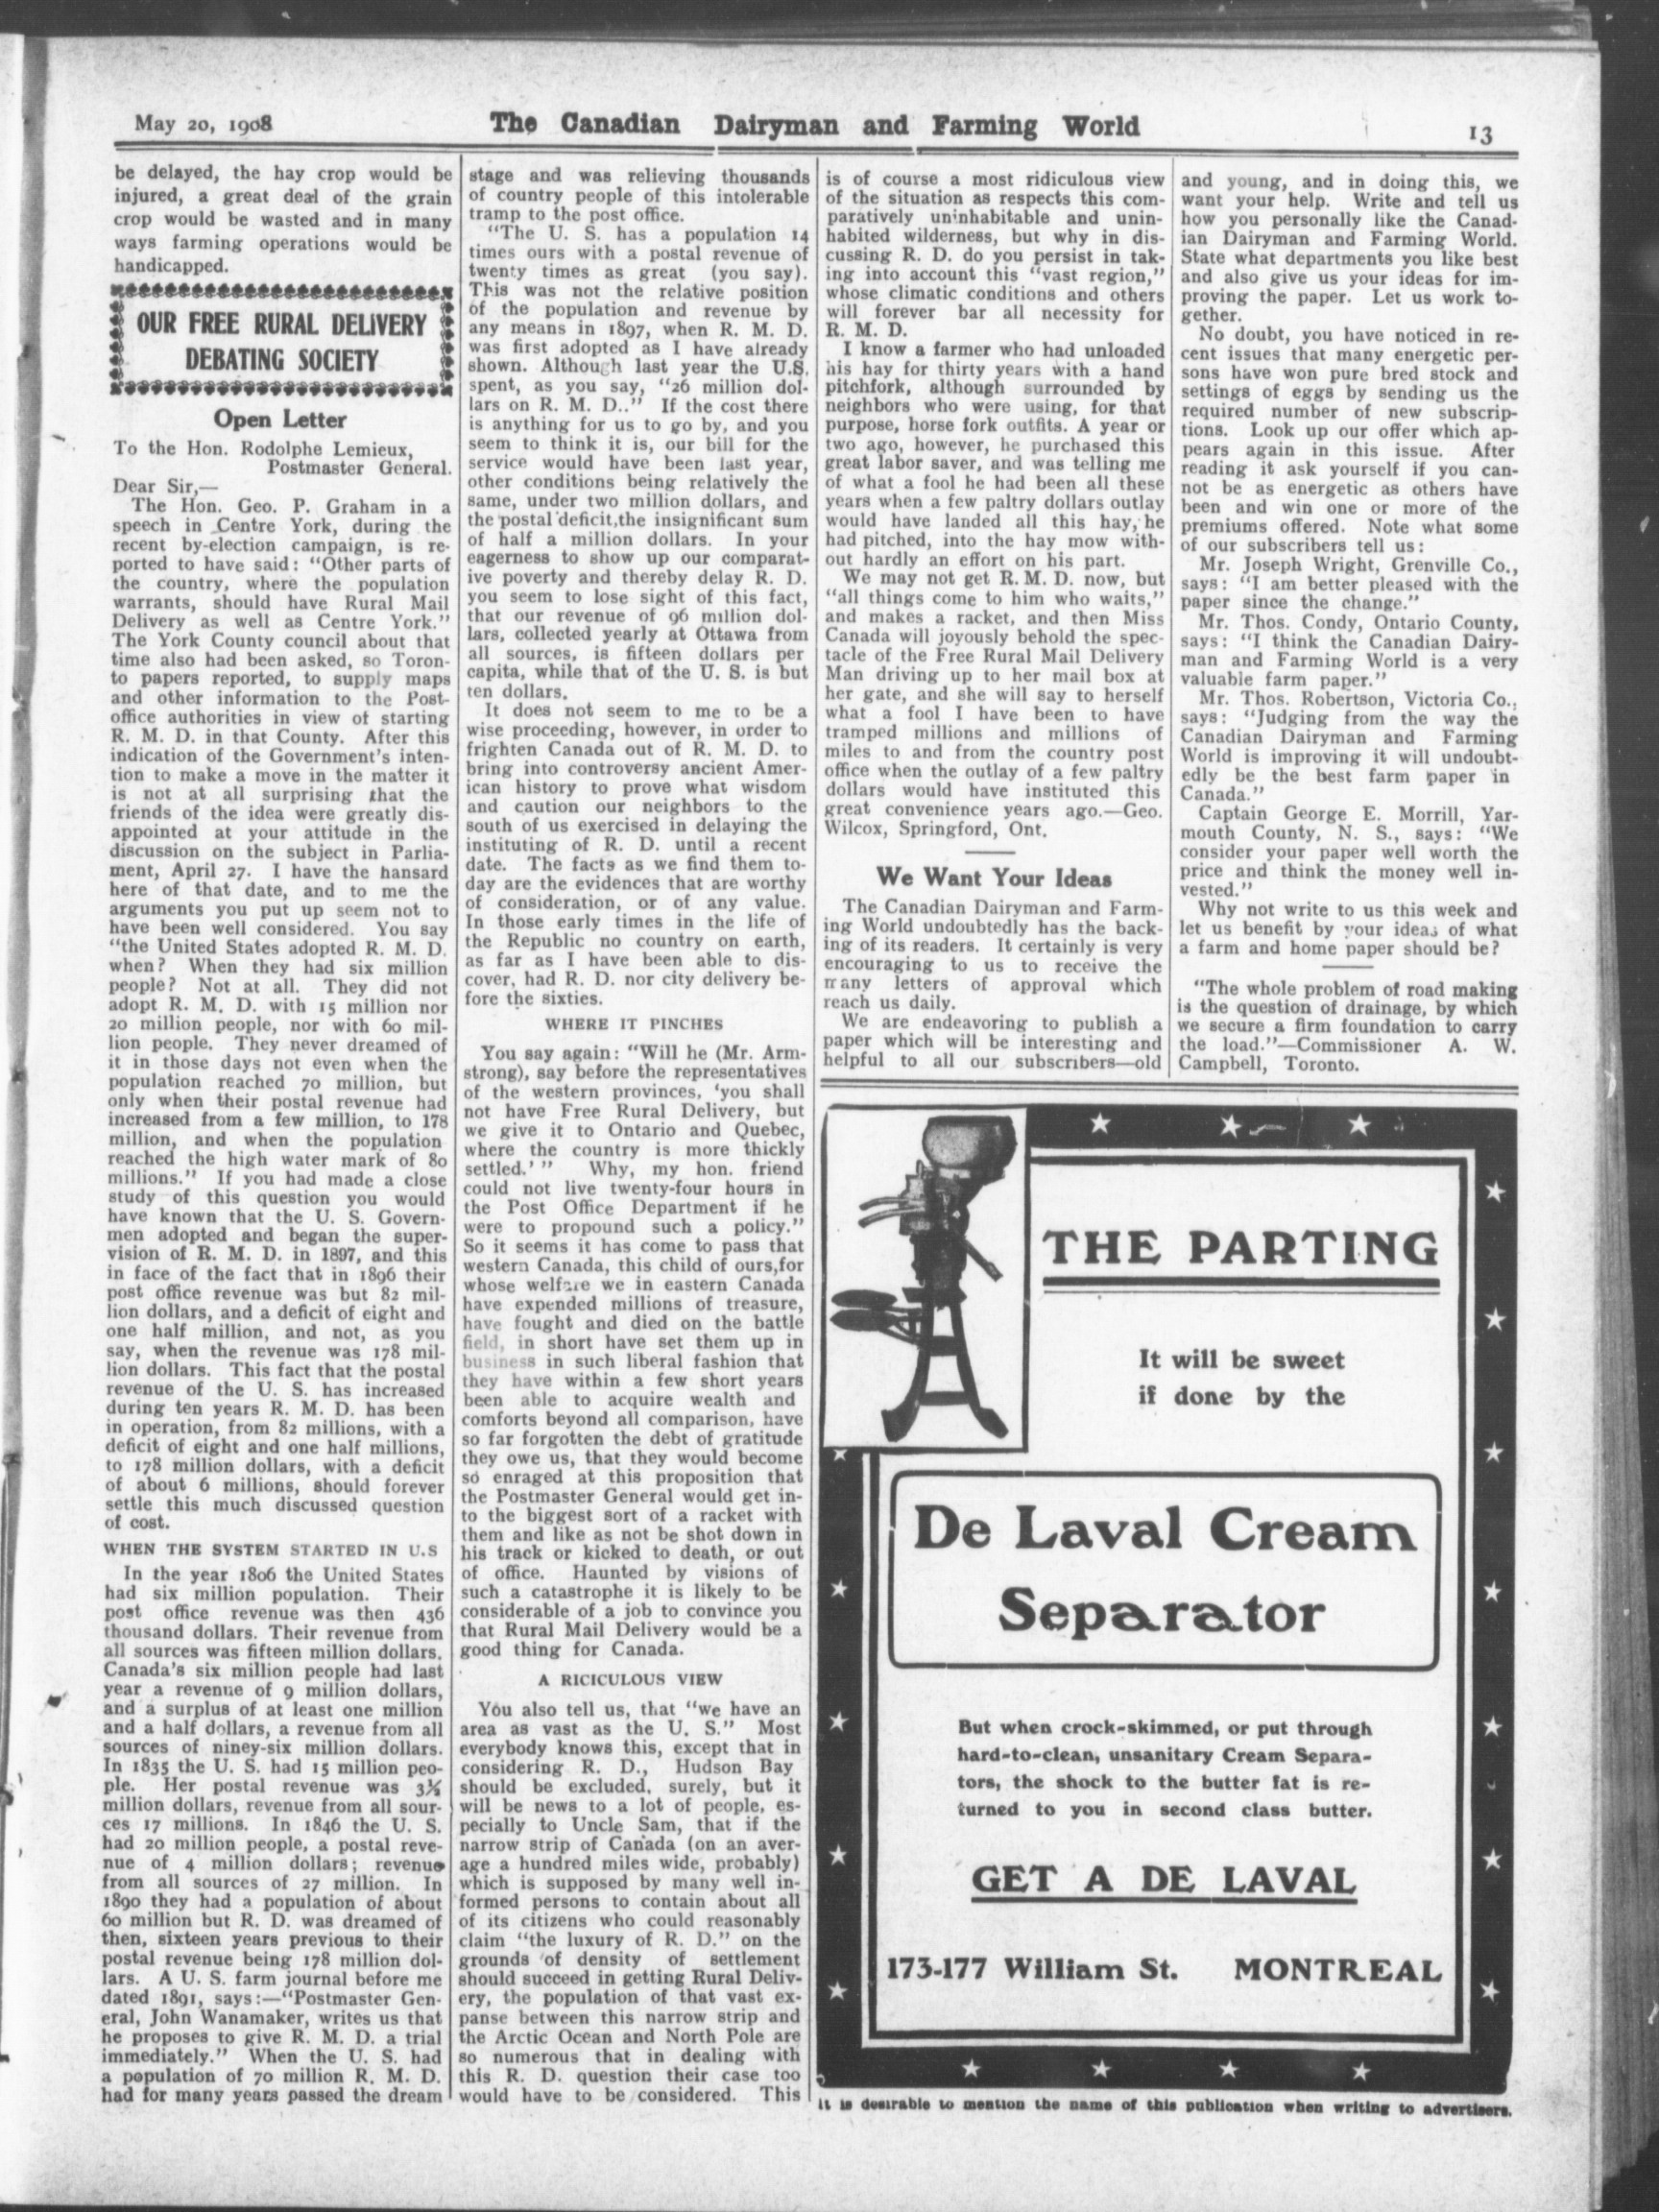 May 20, 1908
The Canadian Dairyman and Farming World
13
be delayed, the hay crop would be
injured, a great deal of the grain
crop would be wasted and in many
ways farming operations would be
handicapped.
OUR FREE RURAL DELIVERY
DEBATING SOCIETY
Open Letter
To the Hon. Rodolphe Lemieux,
Postmaster General.
Dear Sir,—
The Hon. Geo. P. Graham in a
speech in Centre York, during the
recent by-election campaign, is re-
ported to have said: "Other parts of
the country, where the population
warrants, should have Rural Mail
Delivery as well as Centre York."
The York County council about that
time also had been asked, so Toron-
to papers reported, to supply maps
and other information to the Post-
office authorities in view of starting
R. M. D. in that County. After this
indication of the Government's inten-
tion to make a move in the matter it
is not at all surprising that the
friends of the idea were greatly dis-
appointed at your attitude in the
discussion on the subject in Parlia-
ment, April 27. I have the hansard
here of that date, and to me the
arguments you put up seem not to
have been well considered. You say
"the United States adopted R. M. D.
when? When they had six million
people? Not at all. They did not
adopt R. M. D. with 15 million nor
20 million people, nor with 60 mil-
lion people. They never dreamed of
it in those days not even when the
population reached 70 million, but
only when their postal revenue had
increased from a few million, to 178
million, and when the population
reached the high water mark of 80
millions." If you had made a close
study of this question you would
have known that the U. S. Govern-
men adopted and began the super-
vision of R. M. D. in 1897, and this
in face of the fact that in 1896 their
post office revenue was but 82 mil-
lion dollars, and a deficit of eight and
one half million, and not, as you
say, when the revenue was 178 mil-
lion dollars. This fact that the postal
revenue of the U. S. has increased
during ten years R. M. D. has been
in operation, from 82 millions, with a
deficit of eight and one half millions,
to 178 million dollars, with a deficit
of about 6 millions, should forever
settle this much discussed question
of cost.
WHEN THE SYSTEM STARTED IN U.S
In the year 1806 the United States
had six million population. Their
post office revenue was then 436
thousand dollars. Their revenue from
all sources was fifteen million dollars.
Canada's six million people had last
year a revenue of 9 million dollars,
and a surplus of at least one million
and a half dollars, a revenue from all
sources of niney-six million dollars.
In 1835 the U. S. had 15 million peo-
ple. Her postal revenue was 3½
million dollars, revenue from all sour-
ces 17 millions. In 1846 the U. S.
had 20 million people, a postal reve-
nue of 4 million dollars; revenue
from all sources of 27 million. In
1890 they had a population of about
60 million but R. D. was dreamed of
then, sixteen years previous to their
postal revenue being 178 million dol-
lars. A U. S. farm journal before me
dated 1891, says:—"Postmaster Gen-
eral, John Wanamaker, writes us that
he proposes to give R. M. D. a trial
immediately." When the U. S. had
a population of 70 million R. M. D.
had for many years passed the dream
stage and was relieving thousands
of country people of this intolerable
tramp to the post office.
"The U. S. has a population 14
times ours with a postal revenue of
twenty times as great (you say).
This was not the relative position
of the population and revenue by
any means in 1897, when R. M. D.
was first adopted as I have already
shown. Although last year the U.S.
spent, as you say, "26 million dol-
lars on R. M. D.." If the cost there
is anything for us to go by, and you
seem to think it is, our bill for the
service would have been last year,
other conditions being relatively the
same, under two million dollars, and
the postal deficit,the insignificant sum
of half a million dollars. In your
eagerness to show up our comparat-
ive poverty and thereby delay R. D.
you seem to lose sight of this fact,
that our revenue of 96 million dol-
lars, collected yearly at Ottawa from
all sources, is fifteen dollars per
capita, while that of the U. S. is but
ten dollars.
It does not seem to me to be a
wise proceeding, however, in order to
frighten Canada out of R. M. D. to
bring into controversy ancient Amer-
ican history to prove what wisdom
and caution our neighbors to the
south of us exercised in delaying the
instituting of R. D. until a recent
date. The facts as we find them to-
day are the evidences that are worthy
of consideration, or of any value.
In those early times in the life of
the Republic no country on earth,
as far as I have been able to dis-
cover, had R. D. nor city delivery be-
fore the sixties.
WHERE IT PINCHES
You say again: "Will he (Mr. Arm-
strong), say before the representatives
of the western provinces, 'you shall
not have Free Rural Delivery, but
we give it to Ontario and Quebec,
where the country is more thickly
settled.' " Why, my hon. friend
could not live twenty-four hours in
the Post Office Department if he
were to propound such a policy."
So it seems it has come to pass that
western Canada, this child of ours,for
whose welfare we in eastern Canada
have expended millions of treasure,
have fought and died on the battle
field, in short have set them up in
business in such liberal fashion that
they have within a few short years
been able to acquire wealth and
comforts beyond all comparison, have
so far forgotten the debt of gratitude
they owe us, that they would become
so enraged at this proposition that
the Postmaster General would get in-
to the biggest sort of a racket with
them and like as not be shot down in
his track or kicked to death, or out
of office. Haunted by visions of
such a catastrophe it is likely to be
considerable of a job to convince you
that Rural Mail Delivery would be a
good thing for Canada.
A RICICULOUS VIEW
You also tell us, that "we have an
area as vast as the U. S." Most
everybody knows this, except that in
considering R. D., Hudson Bay
should be excluded, surely, but it
will be news to a lot of people, es-
pecially to Uncle Sam, that if the
narrow strip of Canada (on an aver-
age a hundred miles wide, probably)
which is supposed by many well in-
formed persons to contain about all
of its citizens who could reasonably
claim "the luxury of R. D." on the
grounds of density of settlement
should succeed in getting Rural Deliv-
ery, the population of that vast ex-
panse between this narrow strip and
the Arctic Ocean and North Pole are
so numerous that in dealing with
this R. D. question their case too
would have to be considered. This
is of course a most ridiculous view
of the situation as respects this com-
paratively uninhabitable and unin-
habited wilderness, but why in dis-
cussing R. D. do you persist in tak-
ing into account this "vast region,"
whose climatic conditions and others
will forever bar all necessity for
R. M. D.
I know a farmer who had unloaded
his hay for thirty years with a hand
pitchfork, although surrounded by
neighbors who were using, for that
purpose, horse fork outfits. A year or
two ago, however, he purchased this
great labor saver, and was telling me
of what a fool he had been all these
years when a few paltry dollars outlay
would have landed all this hay, he
had pitched, into the hay mow with-
out hardly an effort on his part.
We may not get R. M. D. now, but
"all things come to him who waits,"
and makes a racket, and then Miss
Canada will joyously behold the spec-
tacle of the Free Rural Mail Delivery
Man driving up to her mail box at
her gate, and she will say to herself
what a fool I have been to have
tramped millions and millions of
miles to and from the country post
office when the outlay of a few paltry
dollars would have instituted this
great convenience years ago.—Geo.
Wilcox, Springford, Ont.
We Want Your Ideas
The Canadian Dairyman and Farm-
ing World undoubtedly has the back-
ing of its readers. It certainly is very
encouraging to us to receive the
many letters of approval which
reach us daily.
We are endeavoring to publish a
paper which will be interesting and
helpful to all our subscribers—old
and young, and in doing this, we
want your help. Write and tell us
how you personally like the Canad-
ian Dairyman and Farming World.
State what departments you like best
and also give us your ideas for im-
proving the paper. Let us work to-
gether.
No doubt, you have noticed in re-
cent issues that many energetic per-
sons have won pure bred stock and
settings of eggs by sending us the
required number of new subscrip-
tions. Look up our offer which ap-
pears again in this issue. After
reading it ask yourself if you can-
not be as energetic as others have
been and win one or more of the
premiums offered. Note what some
of our subscribers tell us:
Mr. Joseph Wright, Grenville Co.,
says: "I am better pleased with the
paper since the change."
Mr. Thos. Condy, Ontario County,
says: "I think the Canadian Dairy-
man and Farming World is a very
valuable farm paper."
Mr. Thos. Robertson, Victoria Co.,
says: "Judging from the way the
Canadian Dairyman and Farming
World is improving it will undoubt-
edly be the best farm paper in
Canada."
Captain George E. Morrill, Yar-
mouth County, N. S., says: "We
consider your paper well worth the
price and think the money well in-
vested."
Why not write to us this week and
let us benefit by your ideas of what
a farm and home paper should be?
"The whole problem of road making
is the question of drainage, by which
we secure a firm foundation to carry
the load."—Commissioner A. W.
Campbell, Toronto.
THE PARTING
It will be sweet
if done by the
De Laval Cream
Separator
But when crock-skimmed, or put through
hard-to-clean, unsanitary Cream Separa-
tors, the shock to the butter fat is re-
turned to you in second class butter.
GET A DE LAVAL
173-177 William St. MONTREAL
It is desirable to mention the name of this publication when writing to advertisers.